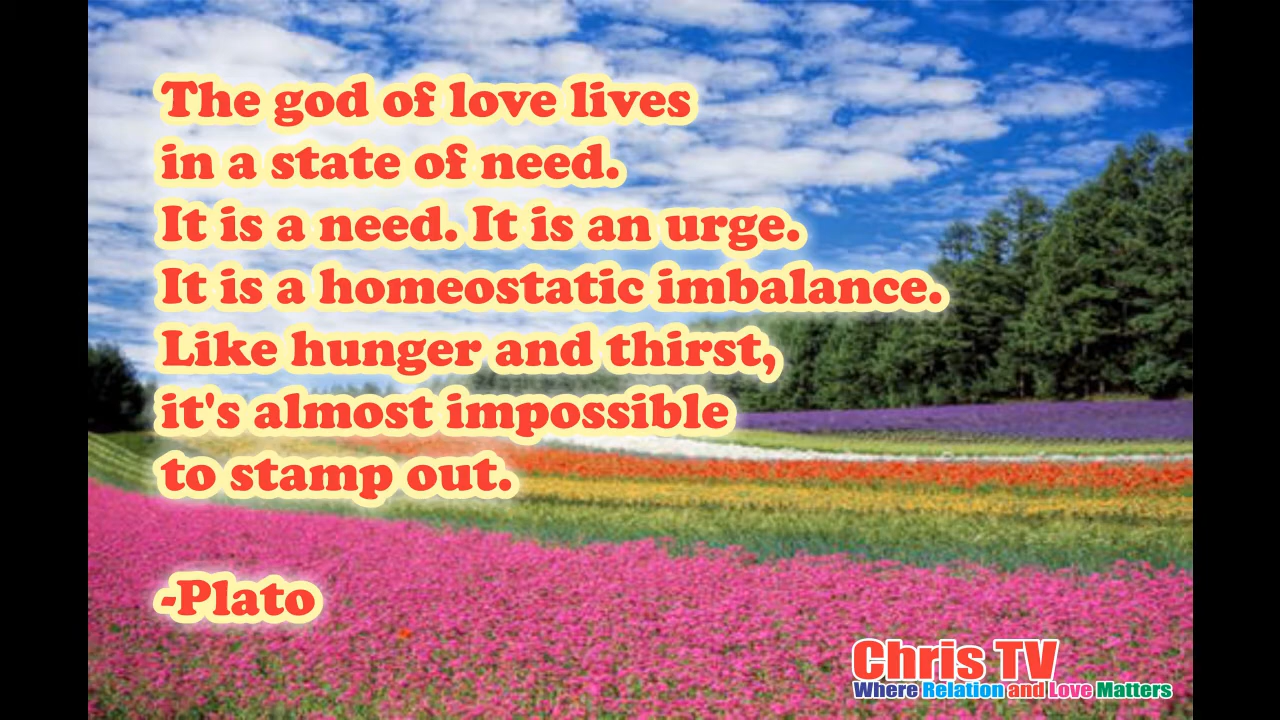 The god of love lives
in a state of need.
It is a need. It is an urge.
It is a homeostatic imbalance.
Like hunger and thirst,
it's almost impossible
to stamp out.
-Plato
Chris TV
Where Relation and Love Matters